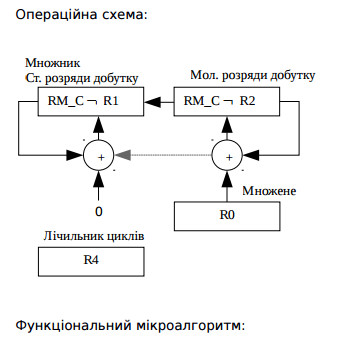 Операційна схема:
Множник
Ст. розряди добутку
Мол. розряди добутку
RM_C ¬ R1
RM_C ¬ R2
+
+
0
Множене
R0
Лічильник циклів
R4
Функціональний мікроалгоритм: